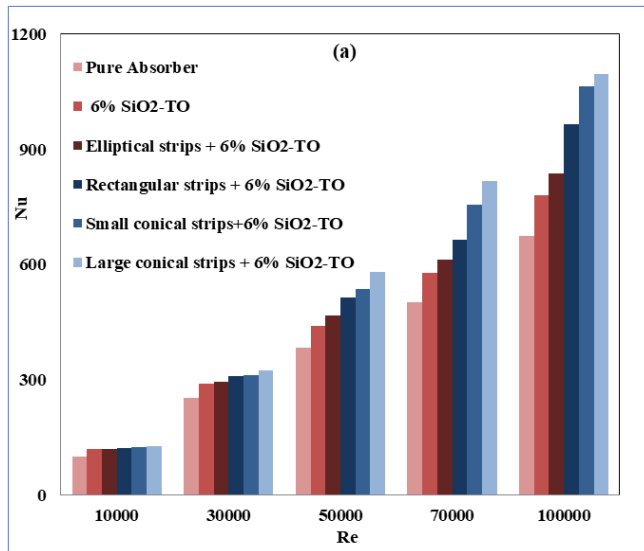 1200
(a)
Pure Absorber
6% SiO2-TO
900
Elliptical strips + 6% SiO2-TO
Rectangular strips + 6% SiO2-TO
Nu
Small conical strips+6% SiO2-TO
600
Large conical strips + 6% SiO2-TO
300
0
10000 30000 50000 70000 100000
Re